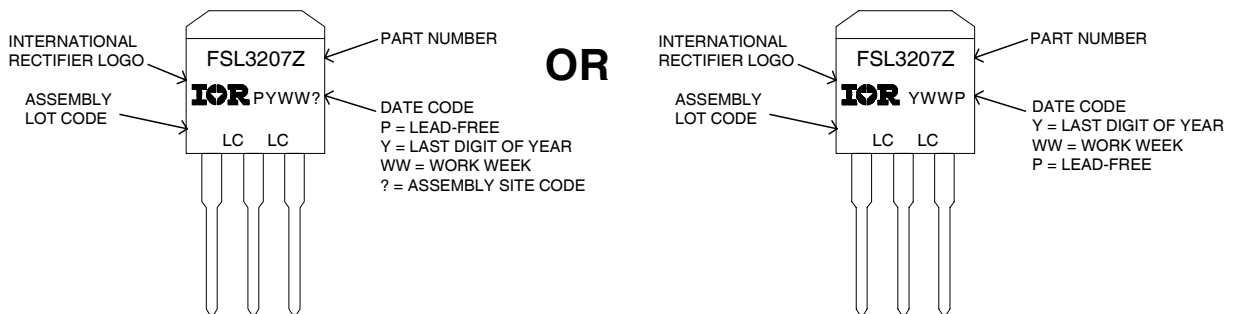 INTERNATIONAL
RECTIFIER LOGO
ASSEMBLY
LOT CODE
FSL3207Z
IOR PYWW?
LC LC
PART NUMBER
DATE CODE
P = LEAD-FREE
Y = LAST DIGIT OF YEAR
WW = WORK WEEK
? = ASSEMBLY SITE CODE
OR
INTERNATIONAL
RECTIFIER LOGO
ASSEMBLY
LOT CODE
FSL3207Z
IOR YWWP
LC LC
PART NUMBER
DATE CODE
Y = LAST DIGIT OF YEAR
WW = WORK WEEK
P = LEAD-FREE